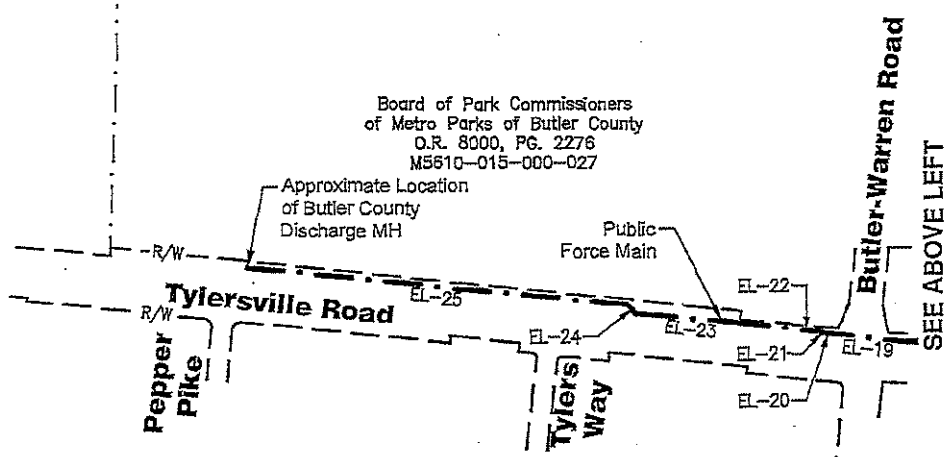 Board of Park Commissioners
of Metro Parks of Butler County
O.R. 8000, PG. 2276
M5610-015-000-027
Approximate Location
of Butler County
Discharge MH
Public
Force Main
Butler-Warren Road
SEE ABOVE LEFT
R/W
Tylersville Road
R/W
EL-25
EL-24
EL-23
EL-22
EL-21
EL-20
EL-19
Pepper
Pike
Tylers
Way